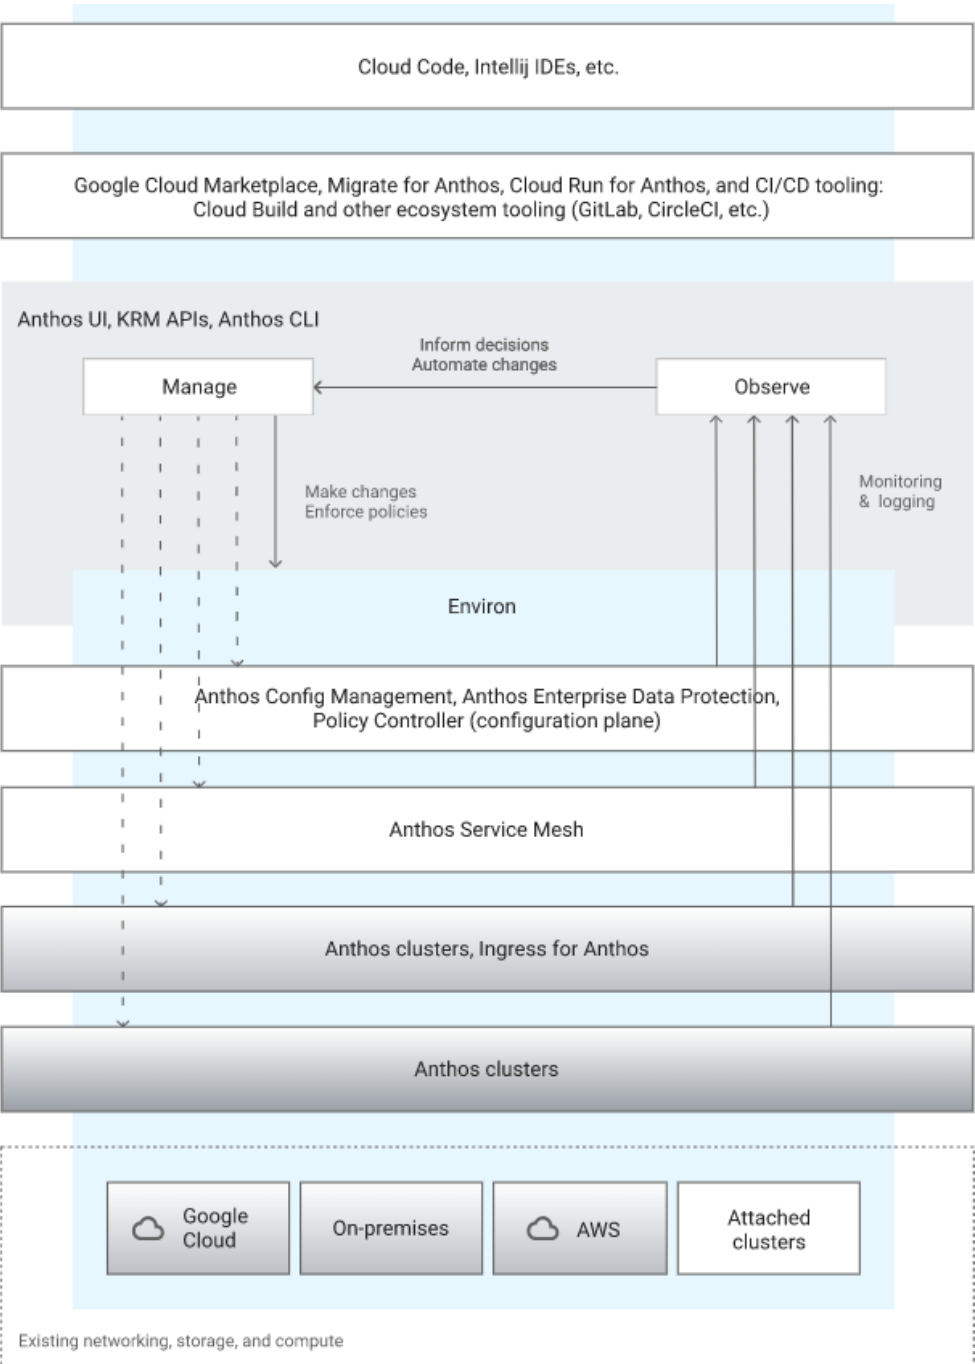 Cloud Code, Intellij IDEs, etc.
Google Cloud Marketplace, Migrate for Anthos, Cloud Run for Anthos, and CI/CD tooling:
Cloud Build and other ecosystem tooling (GitLab, CircleCI, etc.)
Anthos UI, KRM APIs, Anthos CLI
Inform decisions
Automate changes
Manage
Observe
Make changes
Enforce policies
Monitoring
& logging
Environ
Anthos Config Management, Anthos Enterprise Data Protection,
Policy Controller (configuration plane)
Anthos Service Mesh
Anthos clusters, Ingress for Anthos
Anthos clusters
Google
Cloud
On-premises
AWS
Attached
clusters
Existing networking, storage, and compute